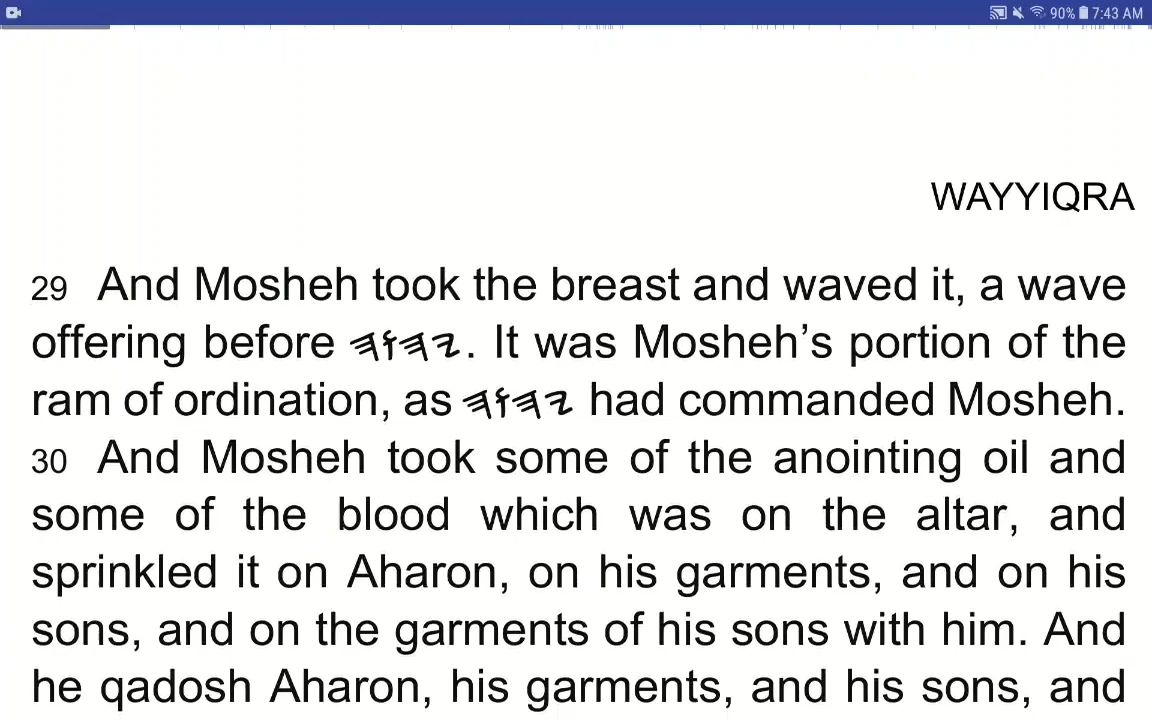 90% 7:43 AM
WAYYIQRA
29 And Mosheh took the breast and waved it, a wave
offering before 𐤉𐤄𐤅𐤄. It was Mosheh’s portion of the
ram of ordination, as 𐤉𐤄𐤅𐤄 had commanded Mosheh.
30 And Mosheh took some of the anointing oil and
some of the blood which was on the altar, and
sprinkled it on Aharon, on his garments, and on his
sons, and on the garments of his sons with him. And
he qadosh Aharon, his garments, and his sons, and